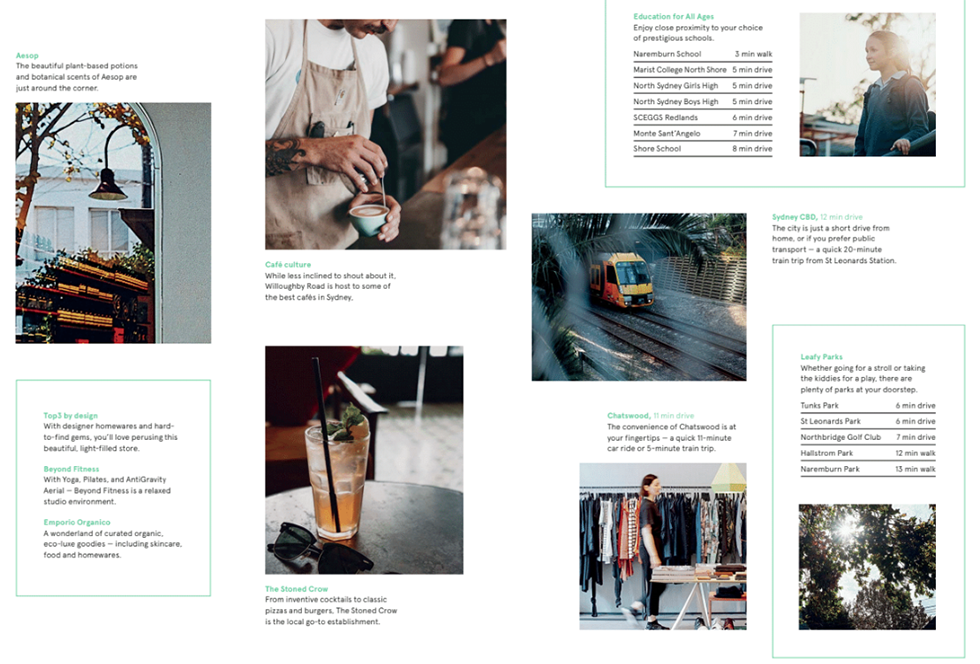 Aesop
The beautiful plant-based potions
and botanical scents of Aesop are
just around the corner.
Café culture
While less inclined to shout about it,
Willoughby Road is host to some of
the best cafés in Sydney,
Top3 by design
With designer homewares and hard-
to-find gems, you'll love perusing this
beautiful, light-filled store.
Beyond Fitness
With Yoga, Pilates, and AntiGravity
Aerial — Beyond Fitness is a relaxed
studio environment.
Emporio Organico
A wonderland of curated organic,
eco-luxe goodies — including skincare,
food and homewares.
The Stoned Crow
From inventive cocktails to classic
pizzas and burgers, The Stoned Crow
is the local go-to establishment.
Education for All Ages
Enjoy close proximity to your choice
of prestigious schools.
Naremburn School 3 min walk
Marist College North Shore 5 min drive
North Sydney Girls High 5 min drive
North Sydney Boys High 5 min drive
SCEGGS Redlands 6 min drive
Monte Sant'Angelo 7 min drive
Shore School 8 min drive
Sydney CBD, 12 min drive
The city is just a short drive from
home, or if you prefer public
transport — a quick 20-minute
train trip from St Leonards Station.
Chatswood, 11 min drive
The convenience of Chatswood is at
your fingertips — a quick 11-minute
car ride or 5-minute train trip.
Leafy Parks
Whether going for a stroll or taking
the kiddies for a play, there are
plenty of parks at your doorstep.
Tunks Park 6 min drive
St Leonards Park 6 min drive
Northbridge Golf Club 7 min drive
Hallstrom Park 12 min walk
Naremburn Park 13 min walk